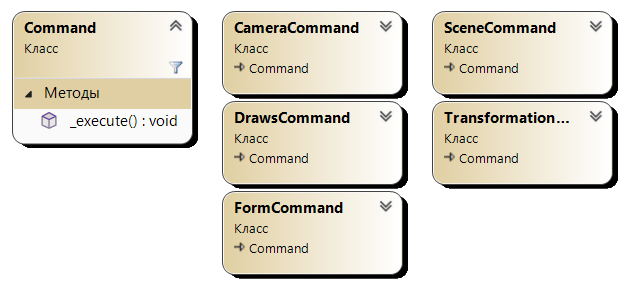 Command
Класс
Методы
_execute() : void
CameraCommand
Класс
Command
DrawsCommand
Класс
Command
FormCommand
Класс
Command
SceneCommand
Класс
Command
Transformation...
Класс
Command